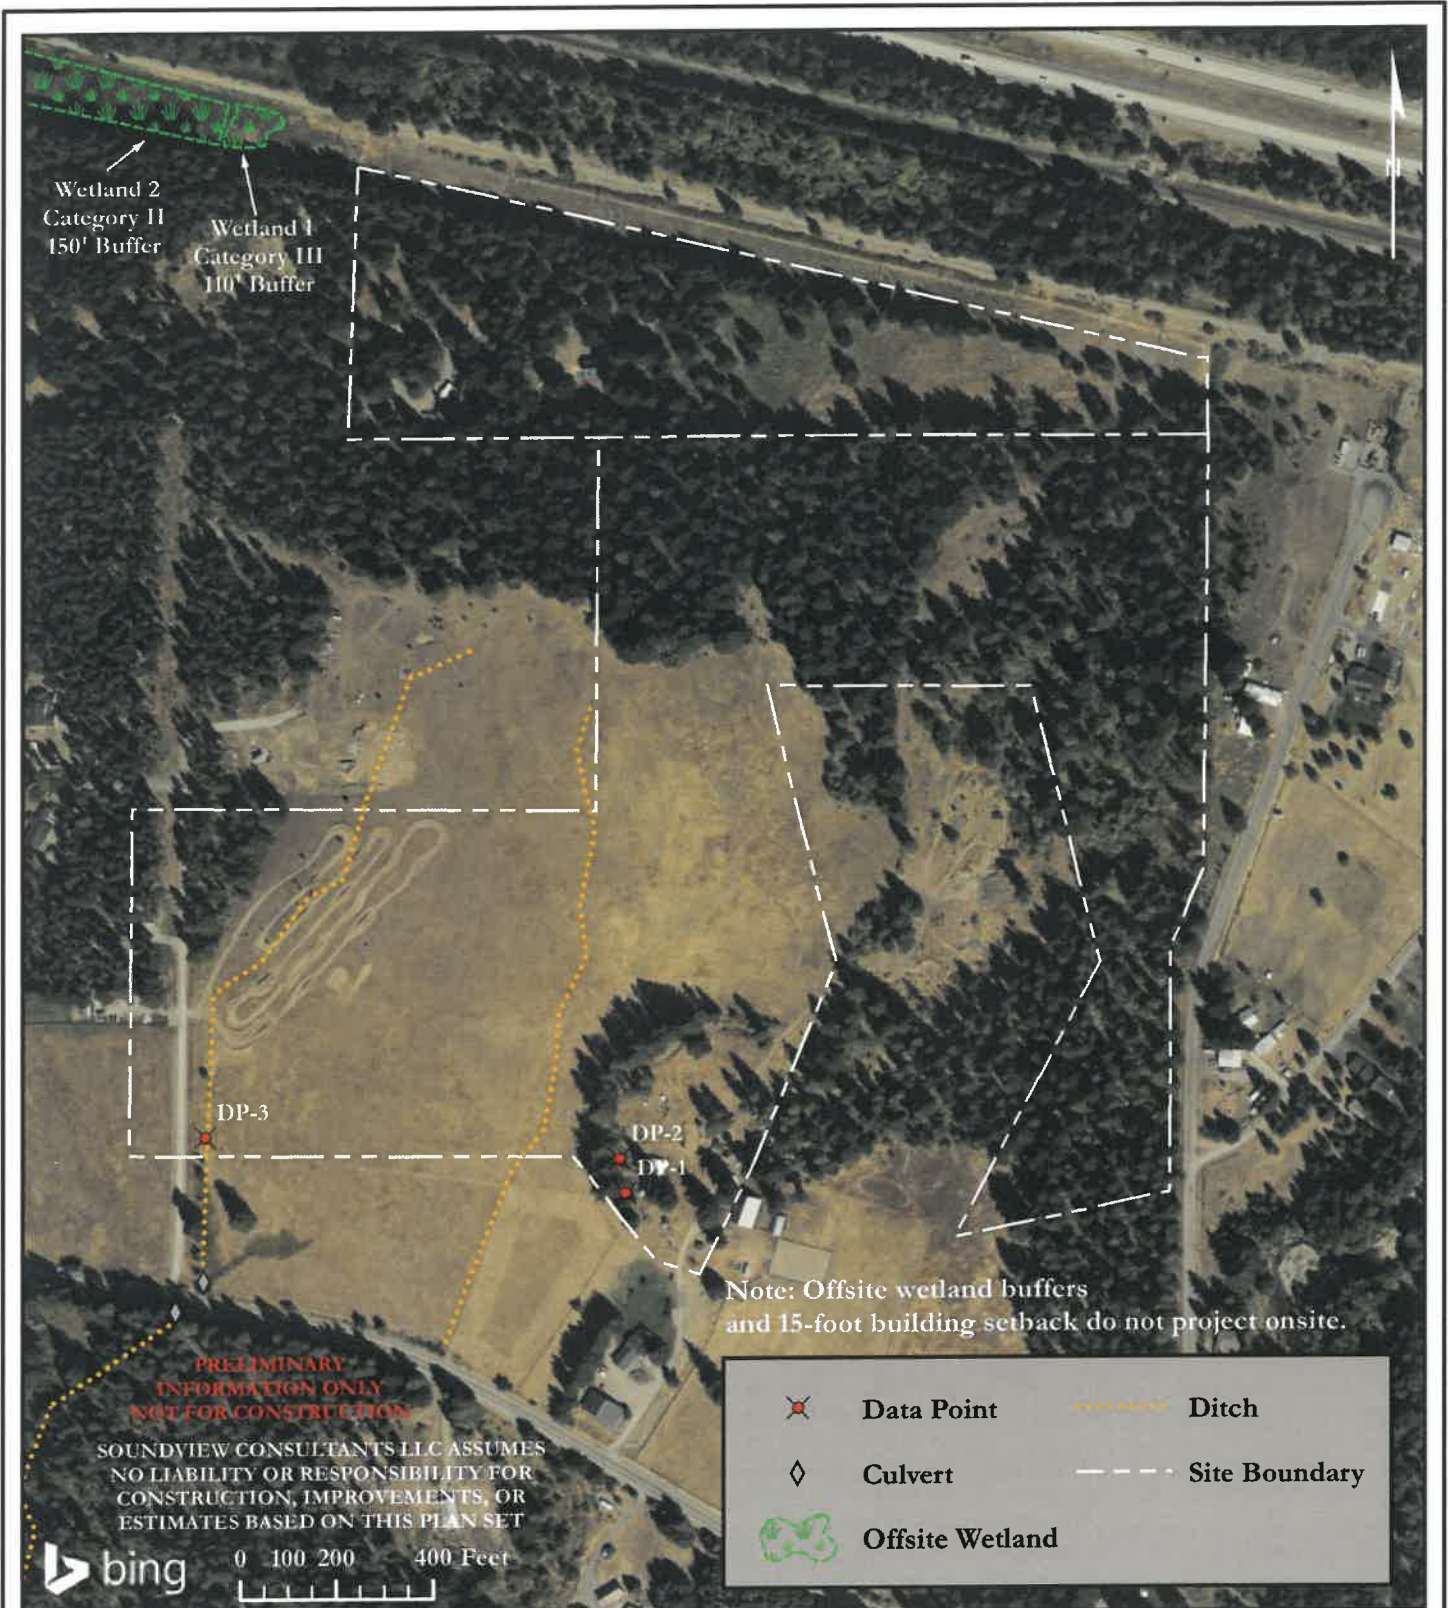 N
Wetland 2
Category II
150' Buffer
Wetland 1
Category III
110' Buffer
DP-3
DP-2
DP-1
Note: Offsite wetland buffers
and 15-foot building setback do not project onsite.
PRELIMINARY
INFORMATION ONLY
NOT FOR CONSTRUCTION
SOUNDVIEW CONSULTANTS LLC ASSUMES
NO LIABILITY OR RESPONSIBILITY FOR
CONSTRUCTION, IMPROVEMENTS, OR
ESTIMATES BASED ON THIS PLAN SET
bing
0 100 200 400 Feet
Data Point
Ditch
Culvert
Site Boundary
Offsite Wetland